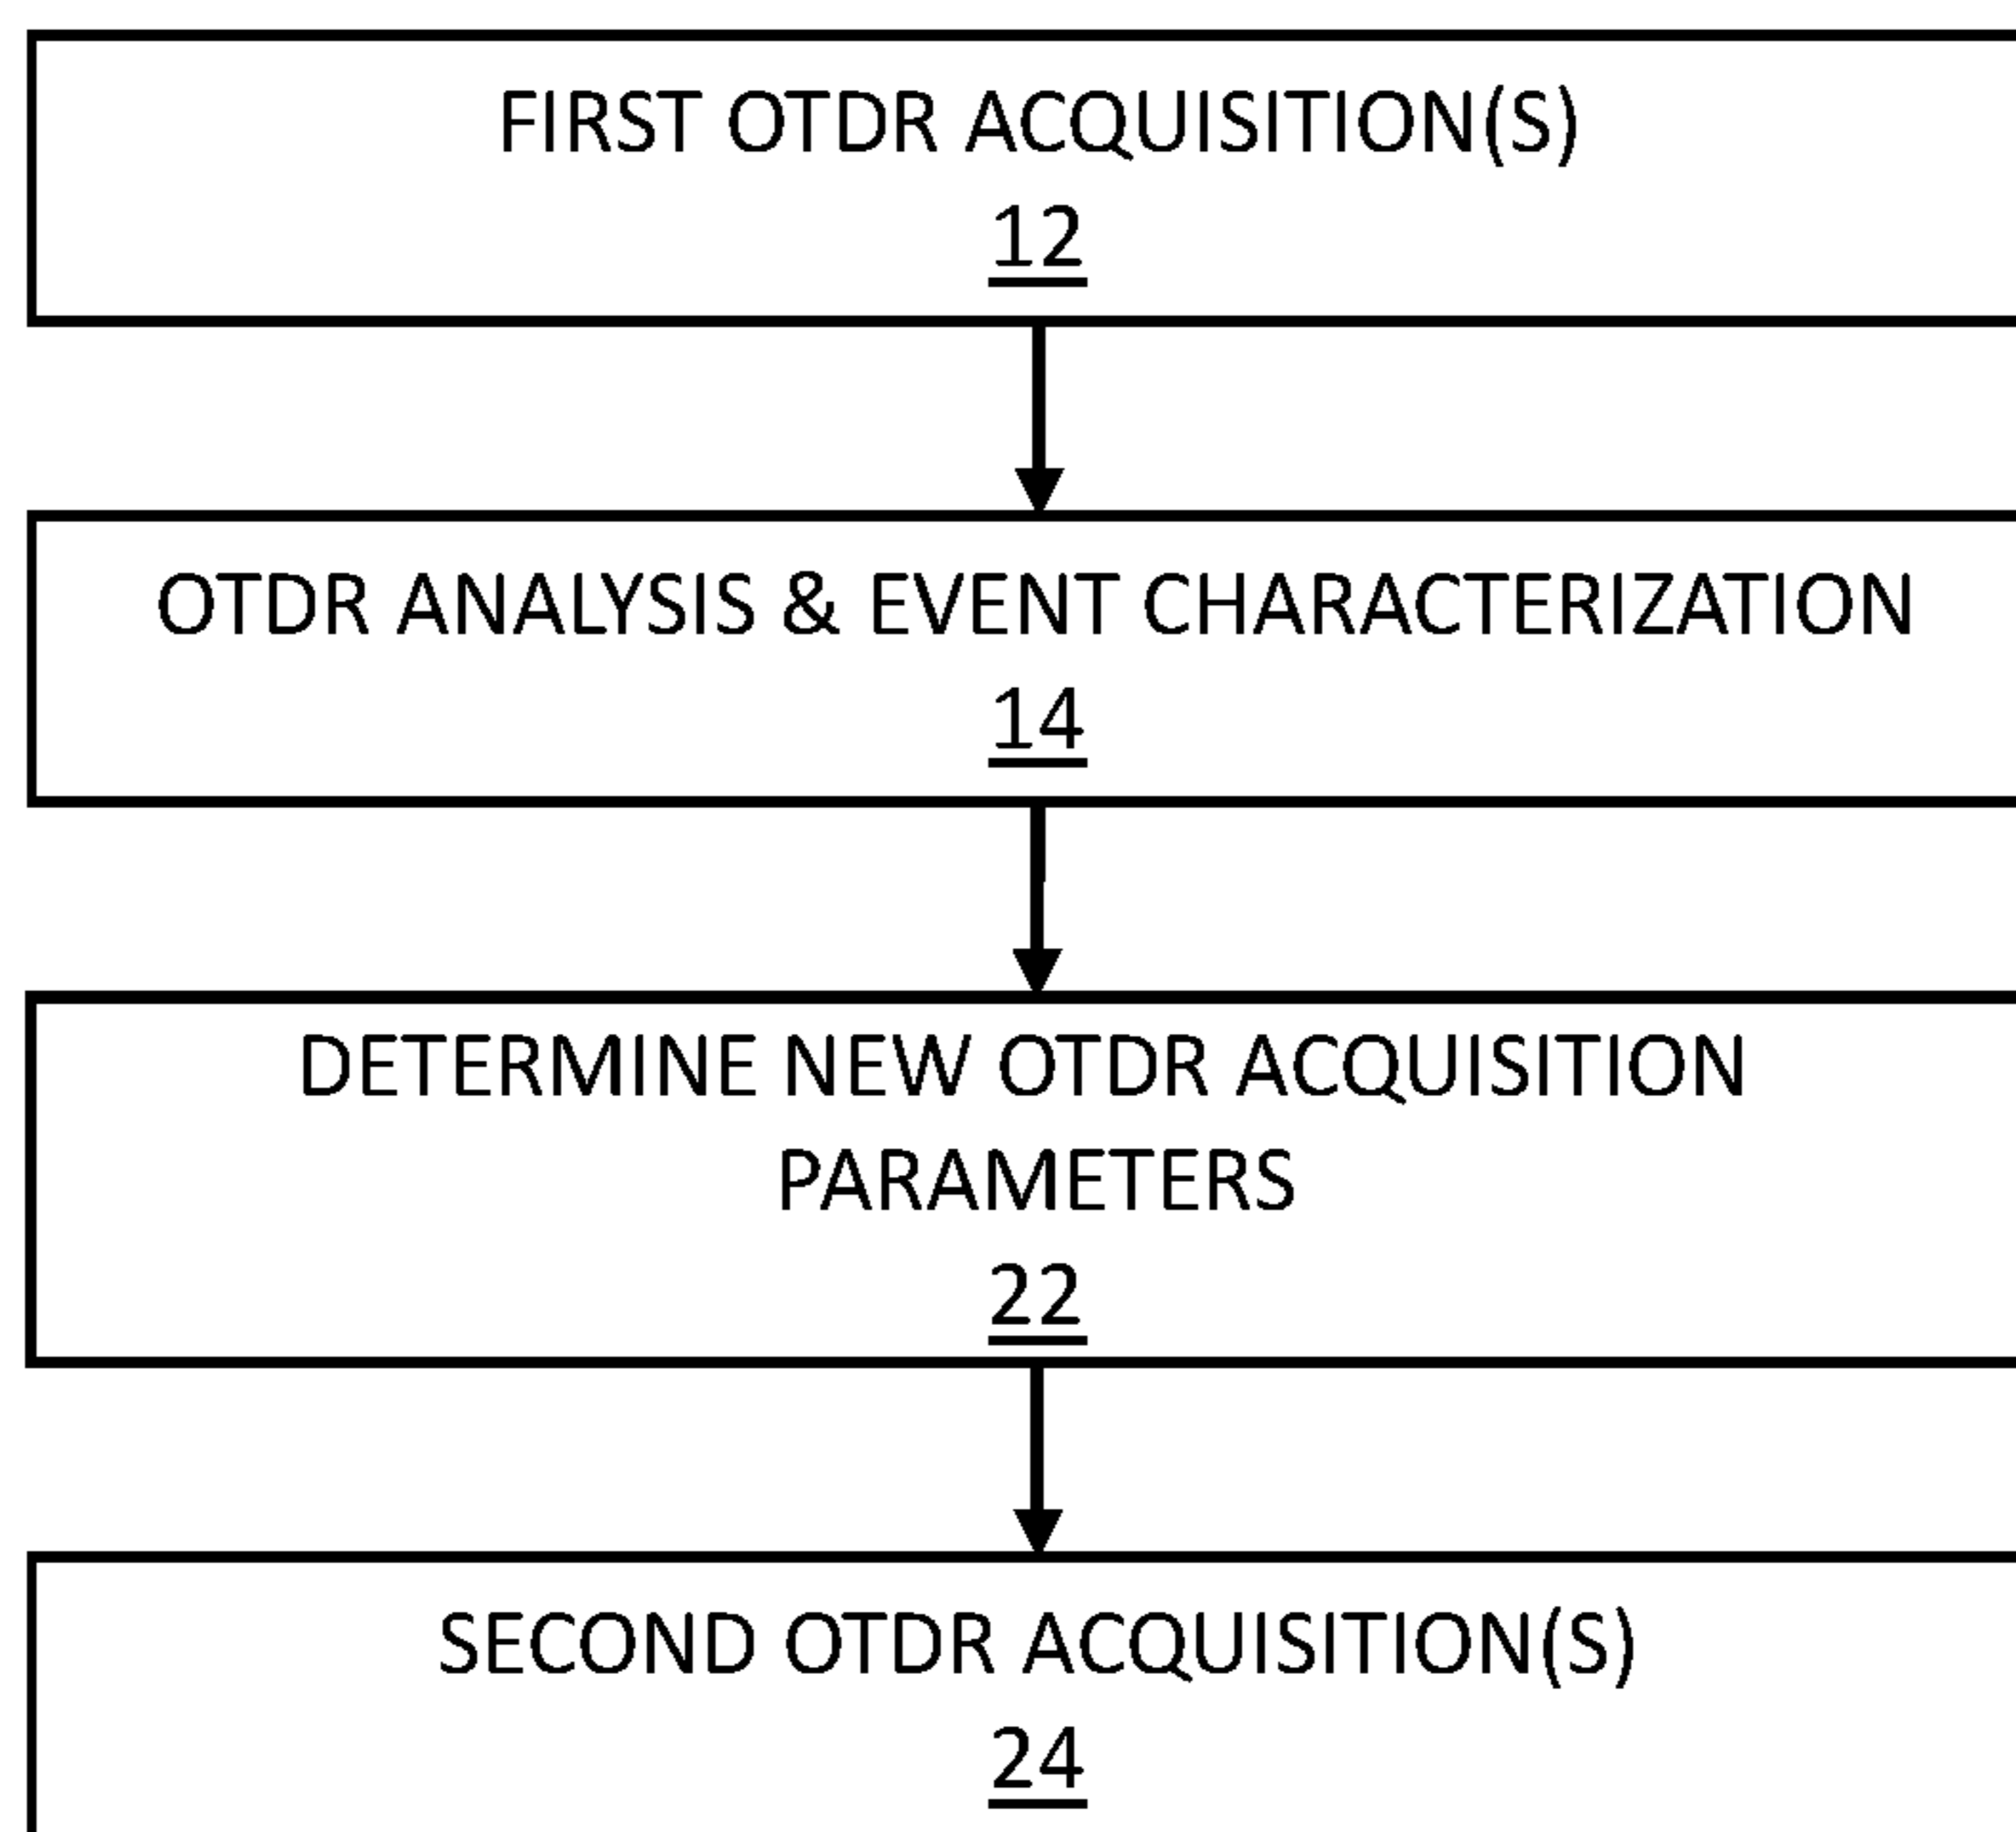 FIRST OTDR ACQUISITION(S)
12
OTDR ANALYSIS & EVENT CHARACTERIZATION
14
DETERMINE NEW OTDR ACQUISITION
PARAMETERS
22
SECOND OTDR ACQUISITION(S)
24